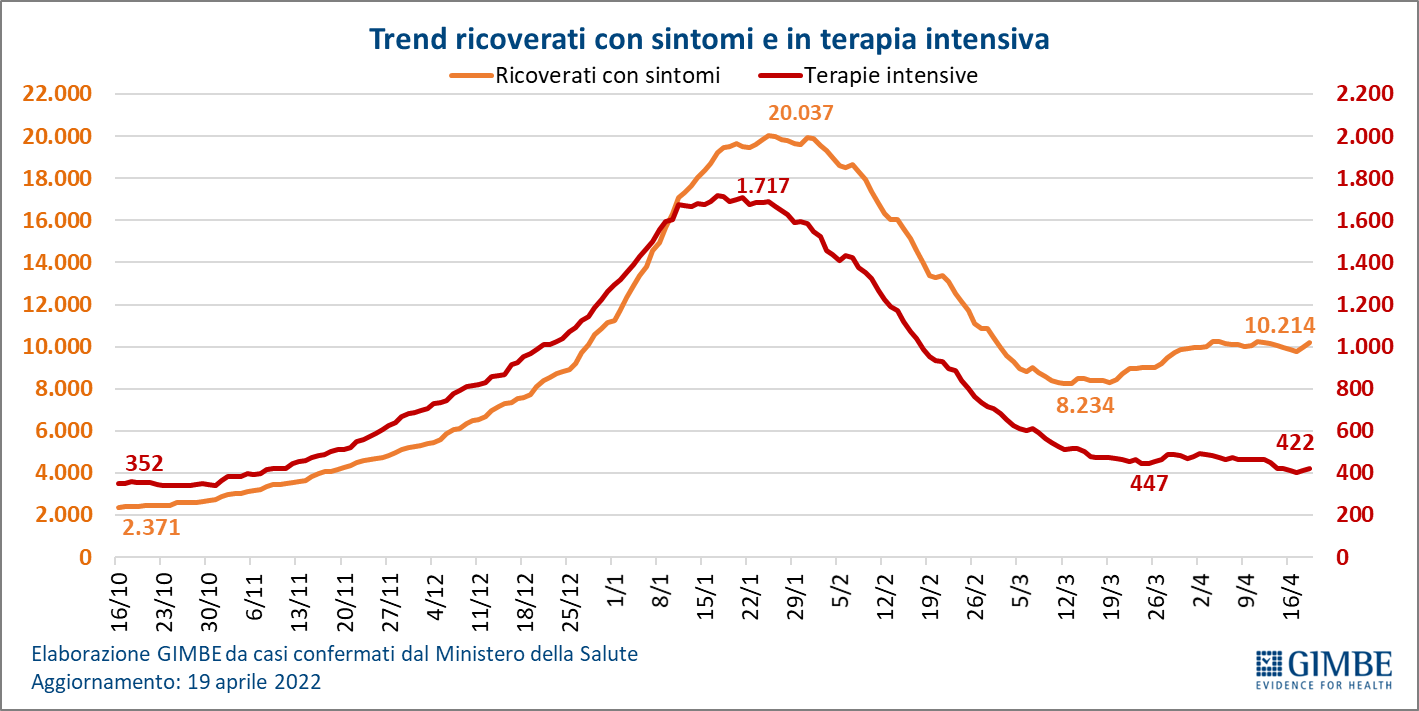 Trend ricoverati con sintomi e in terapia intensiva
Ricoverati con sintomi Terapie intensive
22.000 2.200
20.037
20.000 2.000
18.000 1.717 1.800
16.000 1.600
14.000 1.400
12.000 1.200
10.214
10.000 1.000
8.000 8.234 800
6.000 600
352 422
4.000 447 400
2.371
2.000 200
0 0
16/10 23/10 30/10 6/11 13/11 20/11 27/11 4/12 11/12 18/12 25/12 1/1 8/1 15/1 22/1 29/1 5/2 12/2 19/2 26/2 5/3 12/3 19/3 26/3 2/4 9/4 16/4
Elaborazione GIMBE da casi confermati dal Ministero della Salute
Aggiornamento: 19 aprile 2022
GIMBE
EVIDENCE FOR HEALTH